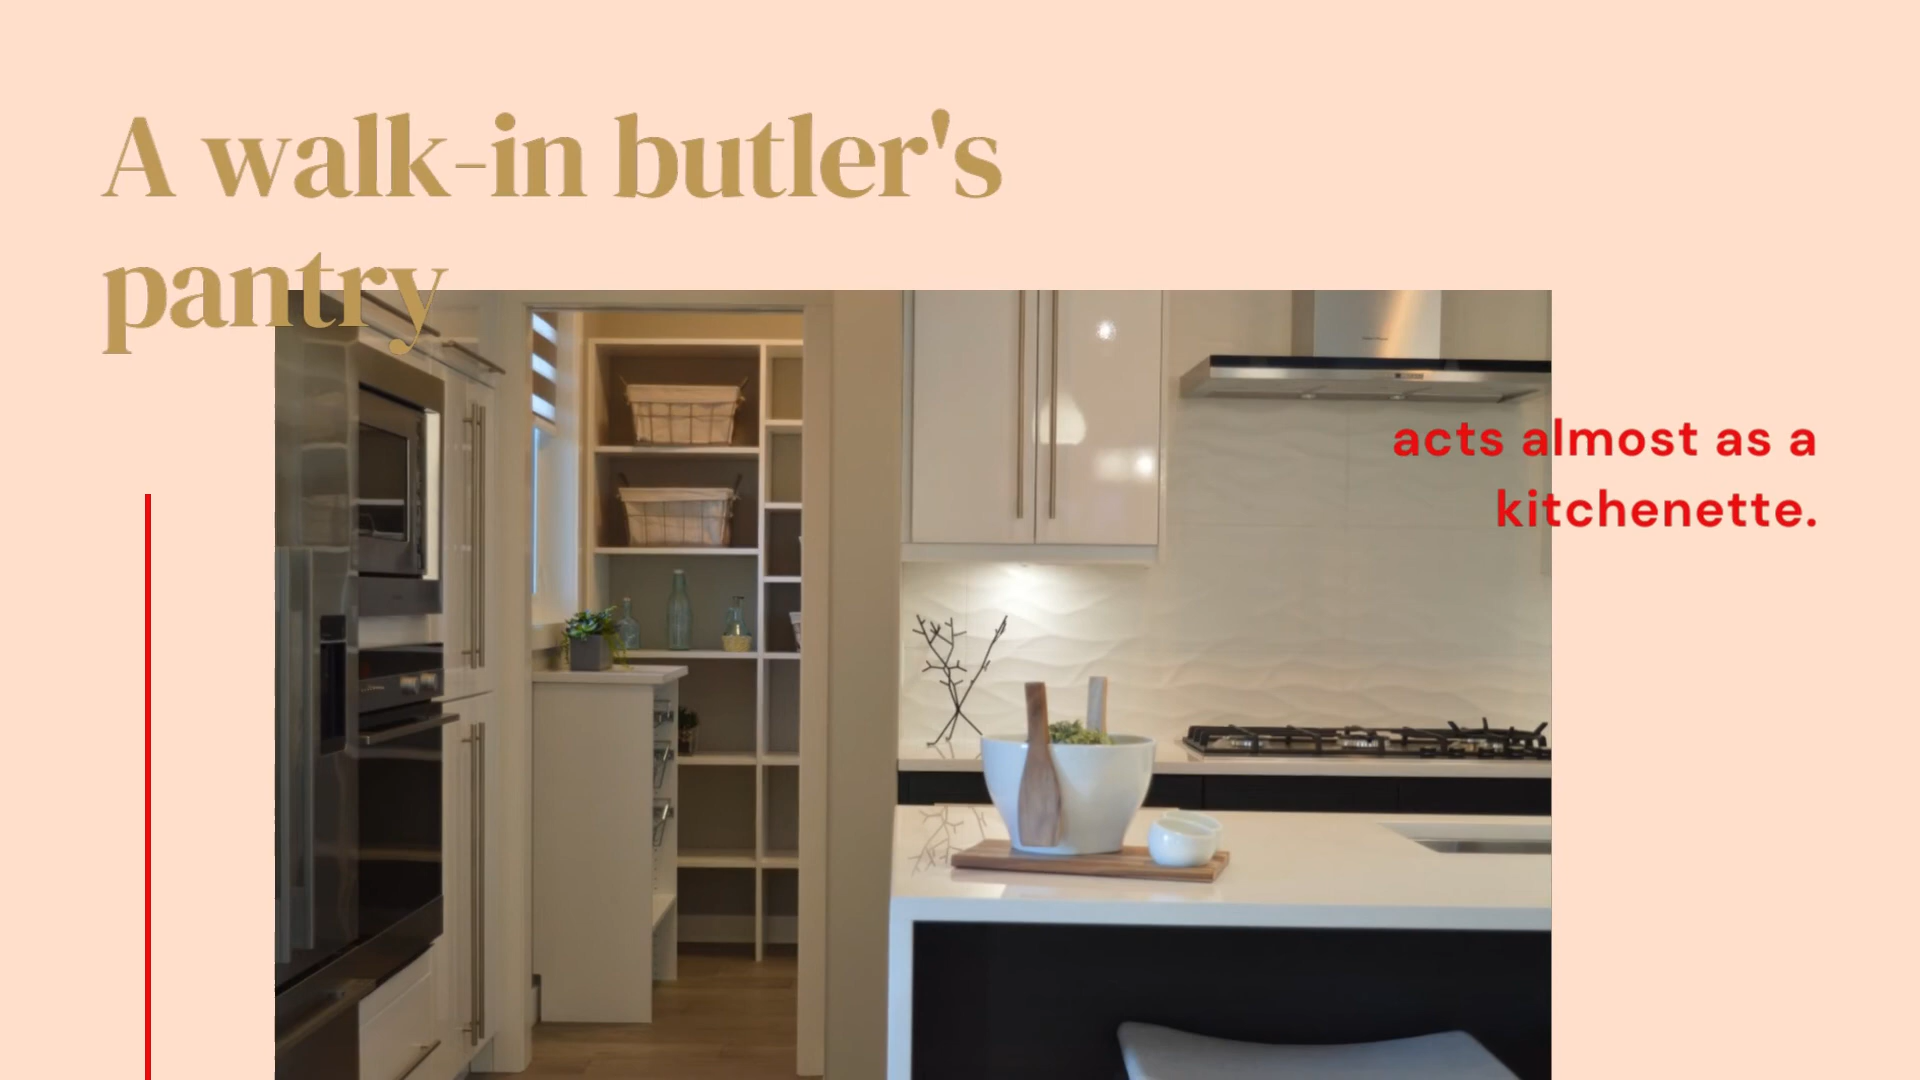 A walk-in butler's
pantry
acts almost as a
kitchenette.